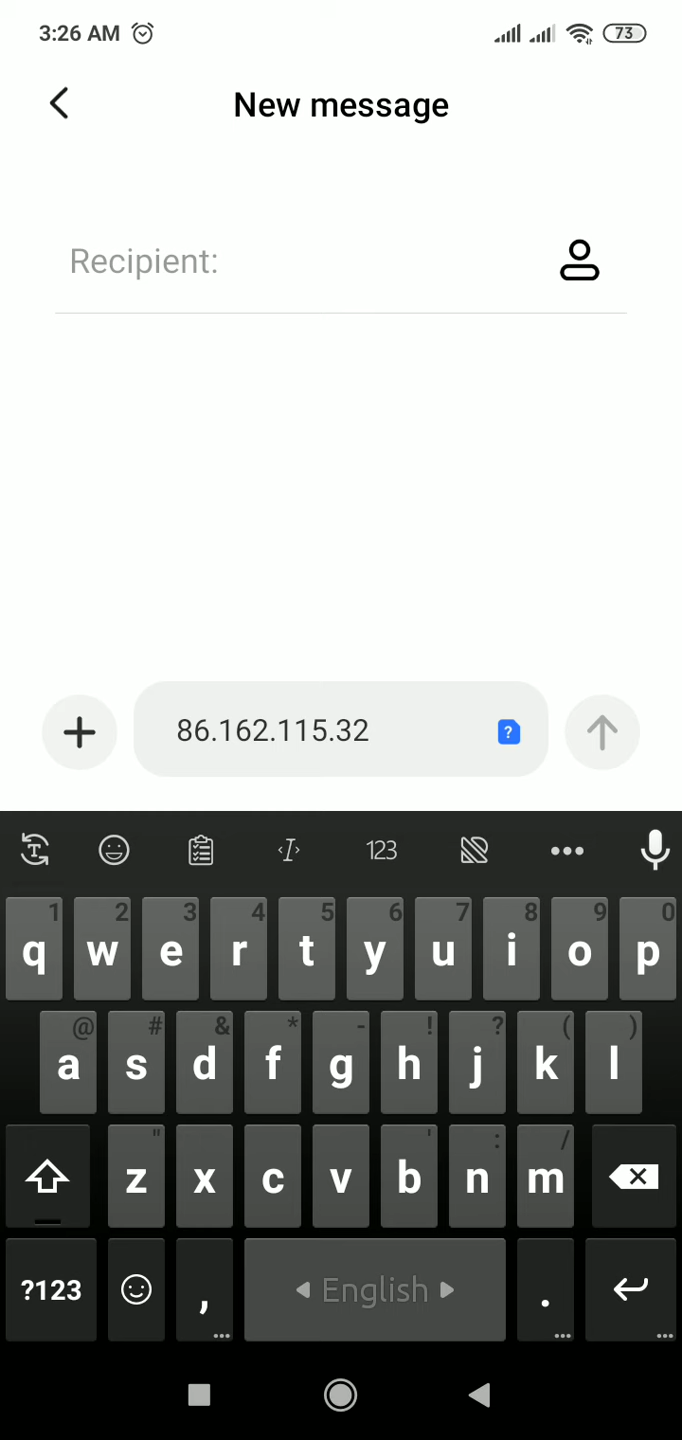 3:26 AM 73
New message
Recipient:
86.162.115.32 ?
T I 123
1 2 3 4 5 6 7 8 9 0
q w e r t y u i o p
@ # & * - ! ? ( )
a s d f g h j k l
" ' : /
z x c v b n m
?123 , English .